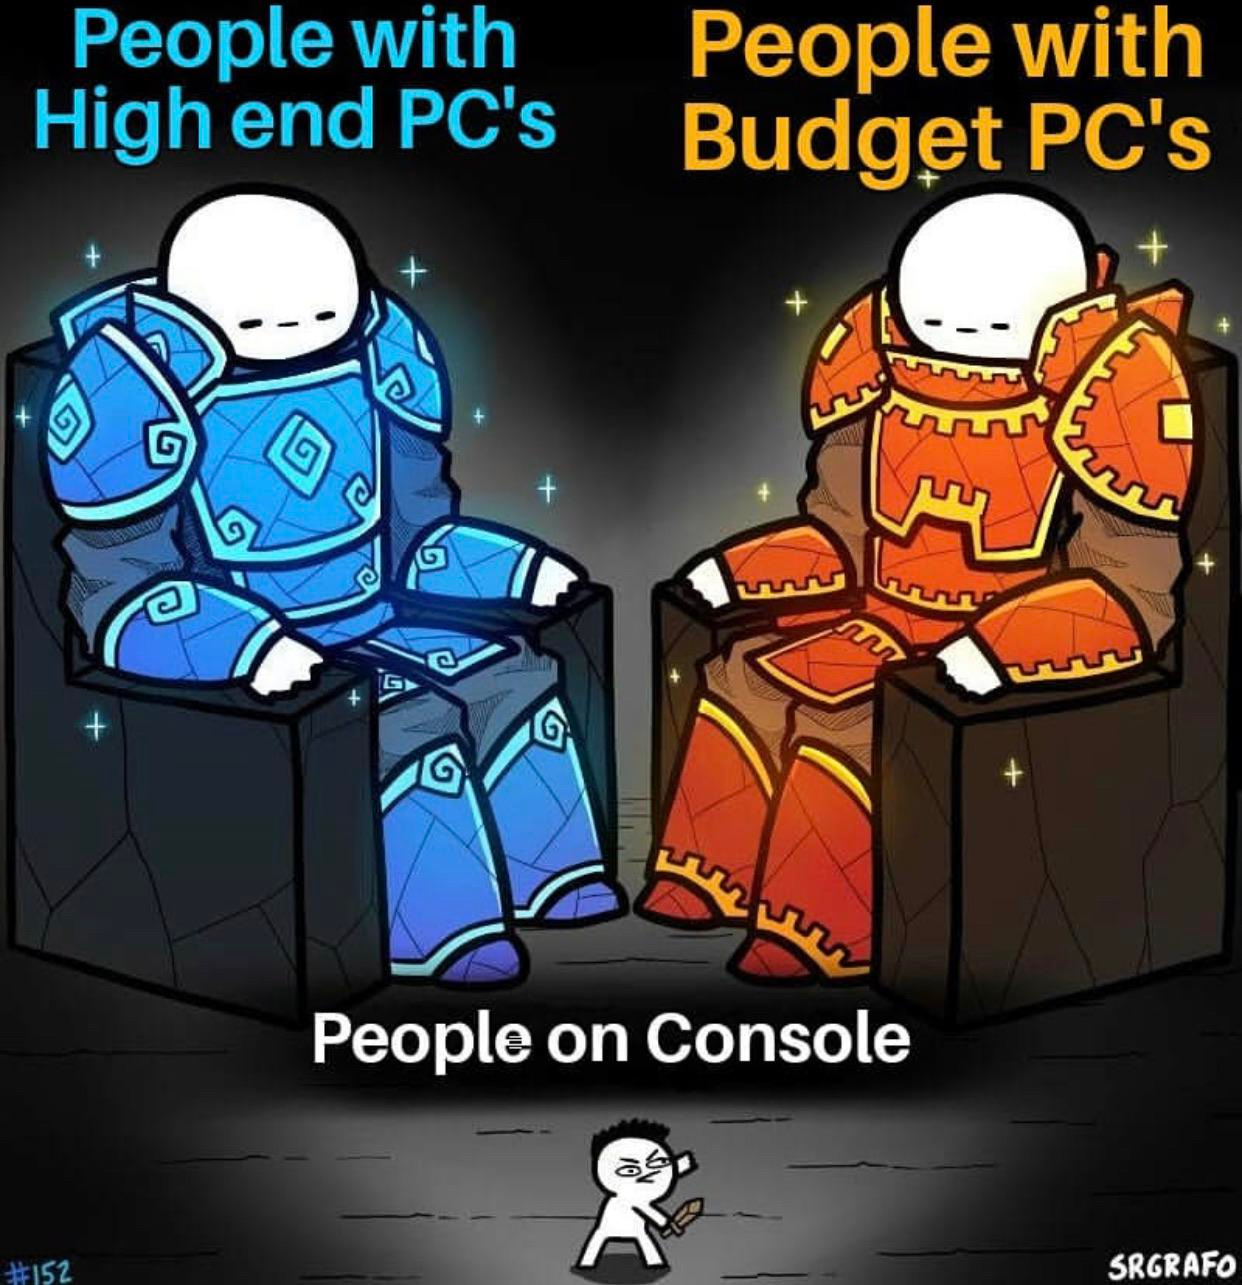 People with
High end PC's
People with
Budget PC's
People on Console
#152
SRGRAFO